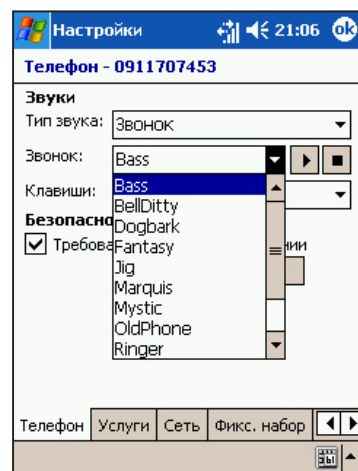 Настройки 21:06 ok
Телефон - 0911707453
Звуки
Тип звука: Звонок
Звонок: Bass
Клавиши:
Bass
BellDitty
Dogbark
Fantasy
Jig
Marquis
Mystic
OldPhone
Ringer
Безопасно
Требова нии
Телефон Услуги Сеть Фикс. набор